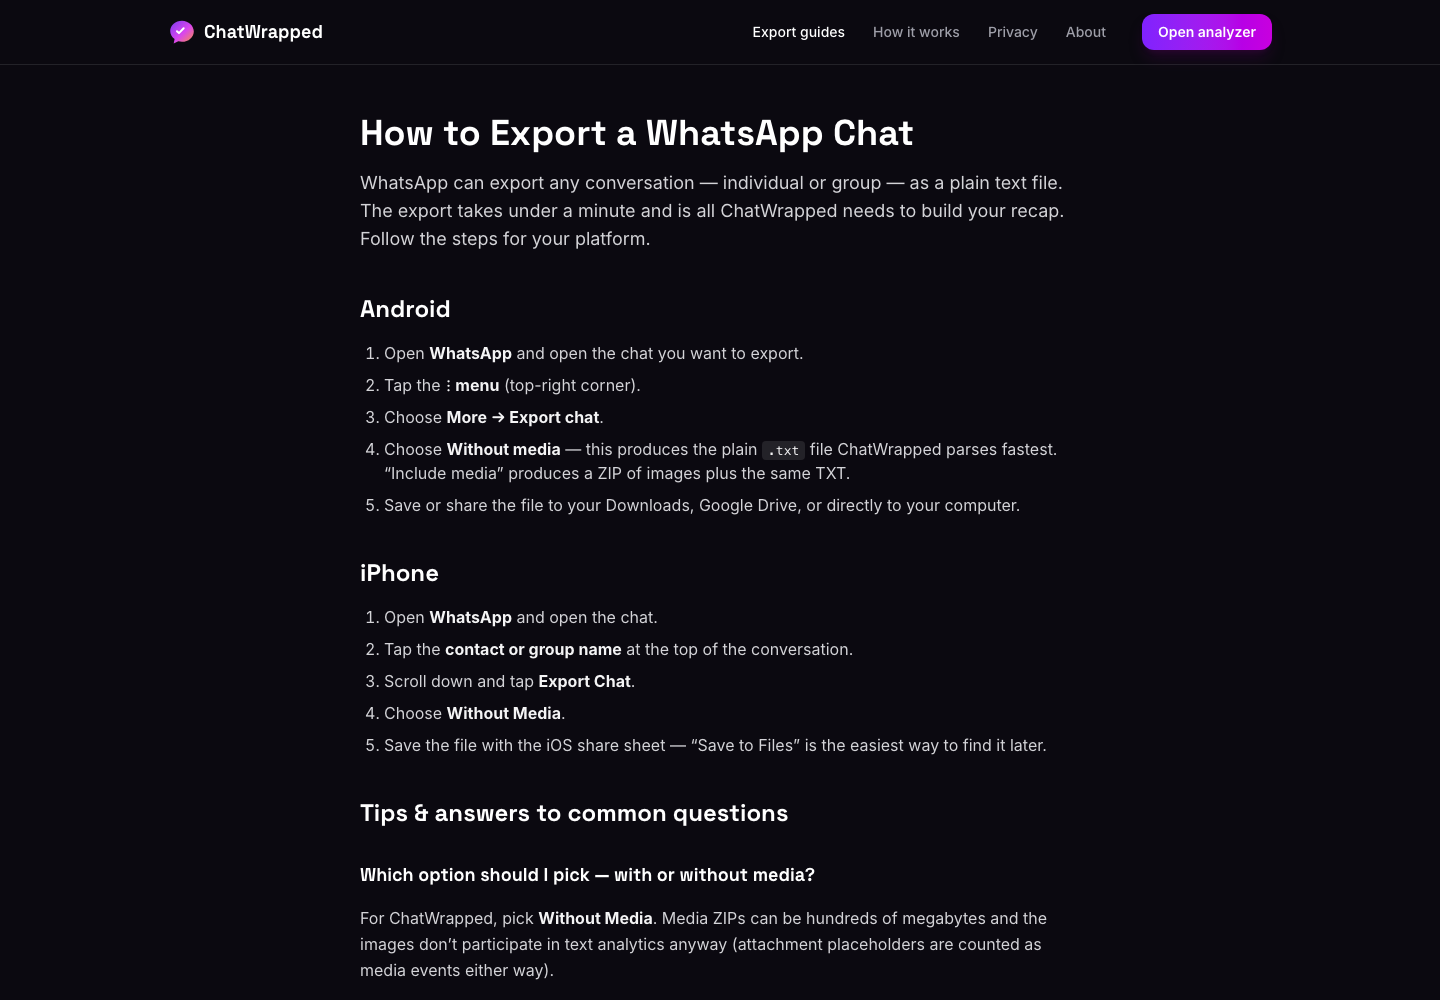 ChatWrapped
Export guides
How it works
Privacy
About
Open analyzer
How to Export a WhatsApp Chat
WhatsApp can export any conversation — individual or group — as a plain text file.
The export takes under a minute and is all ChatWrapped needs to build your recap.
Follow the steps for your platform.
Android
1. Open WhatsApp and open the chat you want to export.
2. Tap the ⋮ menu (top-right corner).
3. Choose More → Export chat.
4. Choose Without media — this produces the plain .txt file ChatWrapped parses fastest.
“Include media” produces a ZIP of images plus the same TXT.
5. Save or share the file to your Downloads, Google Drive, or directly to your computer.
iPhone
1. Open WhatsApp and open the chat.
2. Tap the contact or group name at the top of the conversation.
3. Scroll down and tap Export Chat.
4. Choose Without Media.
5. Save the file with the iOS share sheet — “Save to Files” is the easiest way to find it later.
Tips & answers to common questions
Which option should I pick — with or without media?
For ChatWrapped, pick Without Media. Media ZIPs can be hundreds of megabytes and the
images don’t participate in text analytics anyway (attachment placeholders are counted as
media events either way).